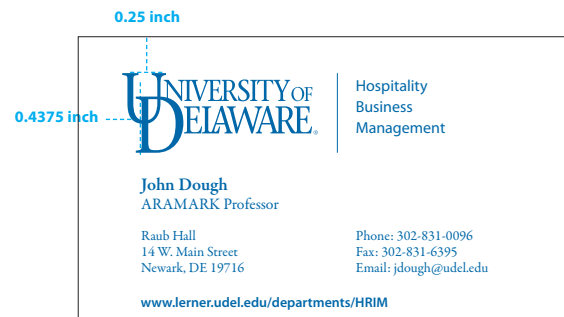 0.25 inch
0.4375 inch
UNIVERSITY OF
DELAWARE®
Hospitality
Business
Management
John Dough
ARAMARK Professor
Raub Hall
14 W. Main Street
Newark, DE 19716
Phone: 302-831-0096
Fax: 302-831-6395
Email: jdough@udel.edu
www.lerner.udel.edu/departments/HRIM